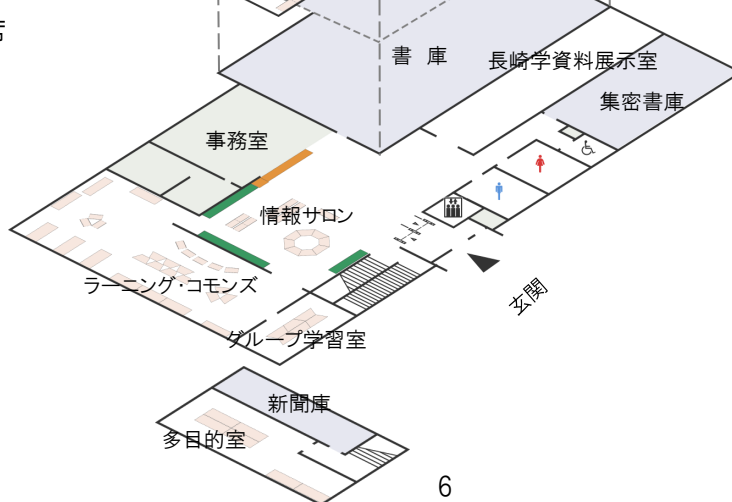 書 庫
長崎学資料展示室
集密書庫
事務室
情報サロン
ラーニング・コモンズ
玄関
グループ学習室
新聞庫
多目的室
6